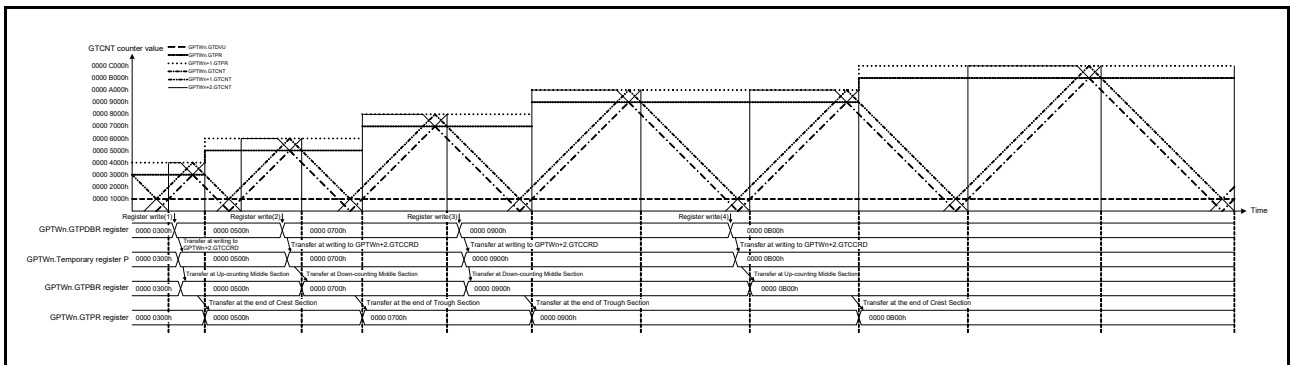 GTCNT counter value
GPTWn.GTDVU
GPTWn.GTPR
GPTWn+1.GTPR
GPTWn.GTCNT
GPTWn+1.GTCNT
GPTWn+2.GTCNT
0000 C000h
0000 B000h
0000 A000h
0000 9000h
0000 8000h
0000 7000h
0000 6000h
0000 5000h
0000 4000h
0000 3000h
0000 2000h
0000 1000h
Time
Register write(1) Register write(2) Register write(3) Register write(4)
GPTWn.GTPDBR register 0000 0300h 0000 0500h 0000 0700h 0000 0900h 0000 0B00h
Transfer at writing to
GPTWn+2.GTCCRD
Transfer at writing to GPTWn+2.GTCCRD Transfer at writing to GPTWn+2.GTCCRD Transfer at writing to GPTWn+2.GTCCRD
GPTWn.Temporary register P 0000 0300h 0000 0500h 0000 0700h 0000 0900h 0000 0B00h
Transfer at Up-counting Middle Section Transfer at Down-counting Middle Section Transfer at Down-counting Middle Section Transfer at Up-counting Middle Section
GPTWn.GTPBR register 0000 0300h 0000 0500h 0000 0700h 0000 0900h 0000 0B00h
Transfer at the end of Crest Section Transfer at the end of Trough Section Transfer at the end of Trough Section Transfer at the end of Crest Section
GPTWn.GTPR register 0000 0300h 0000 0500h 0000 0700h 0000 0900h 0000 0B00h